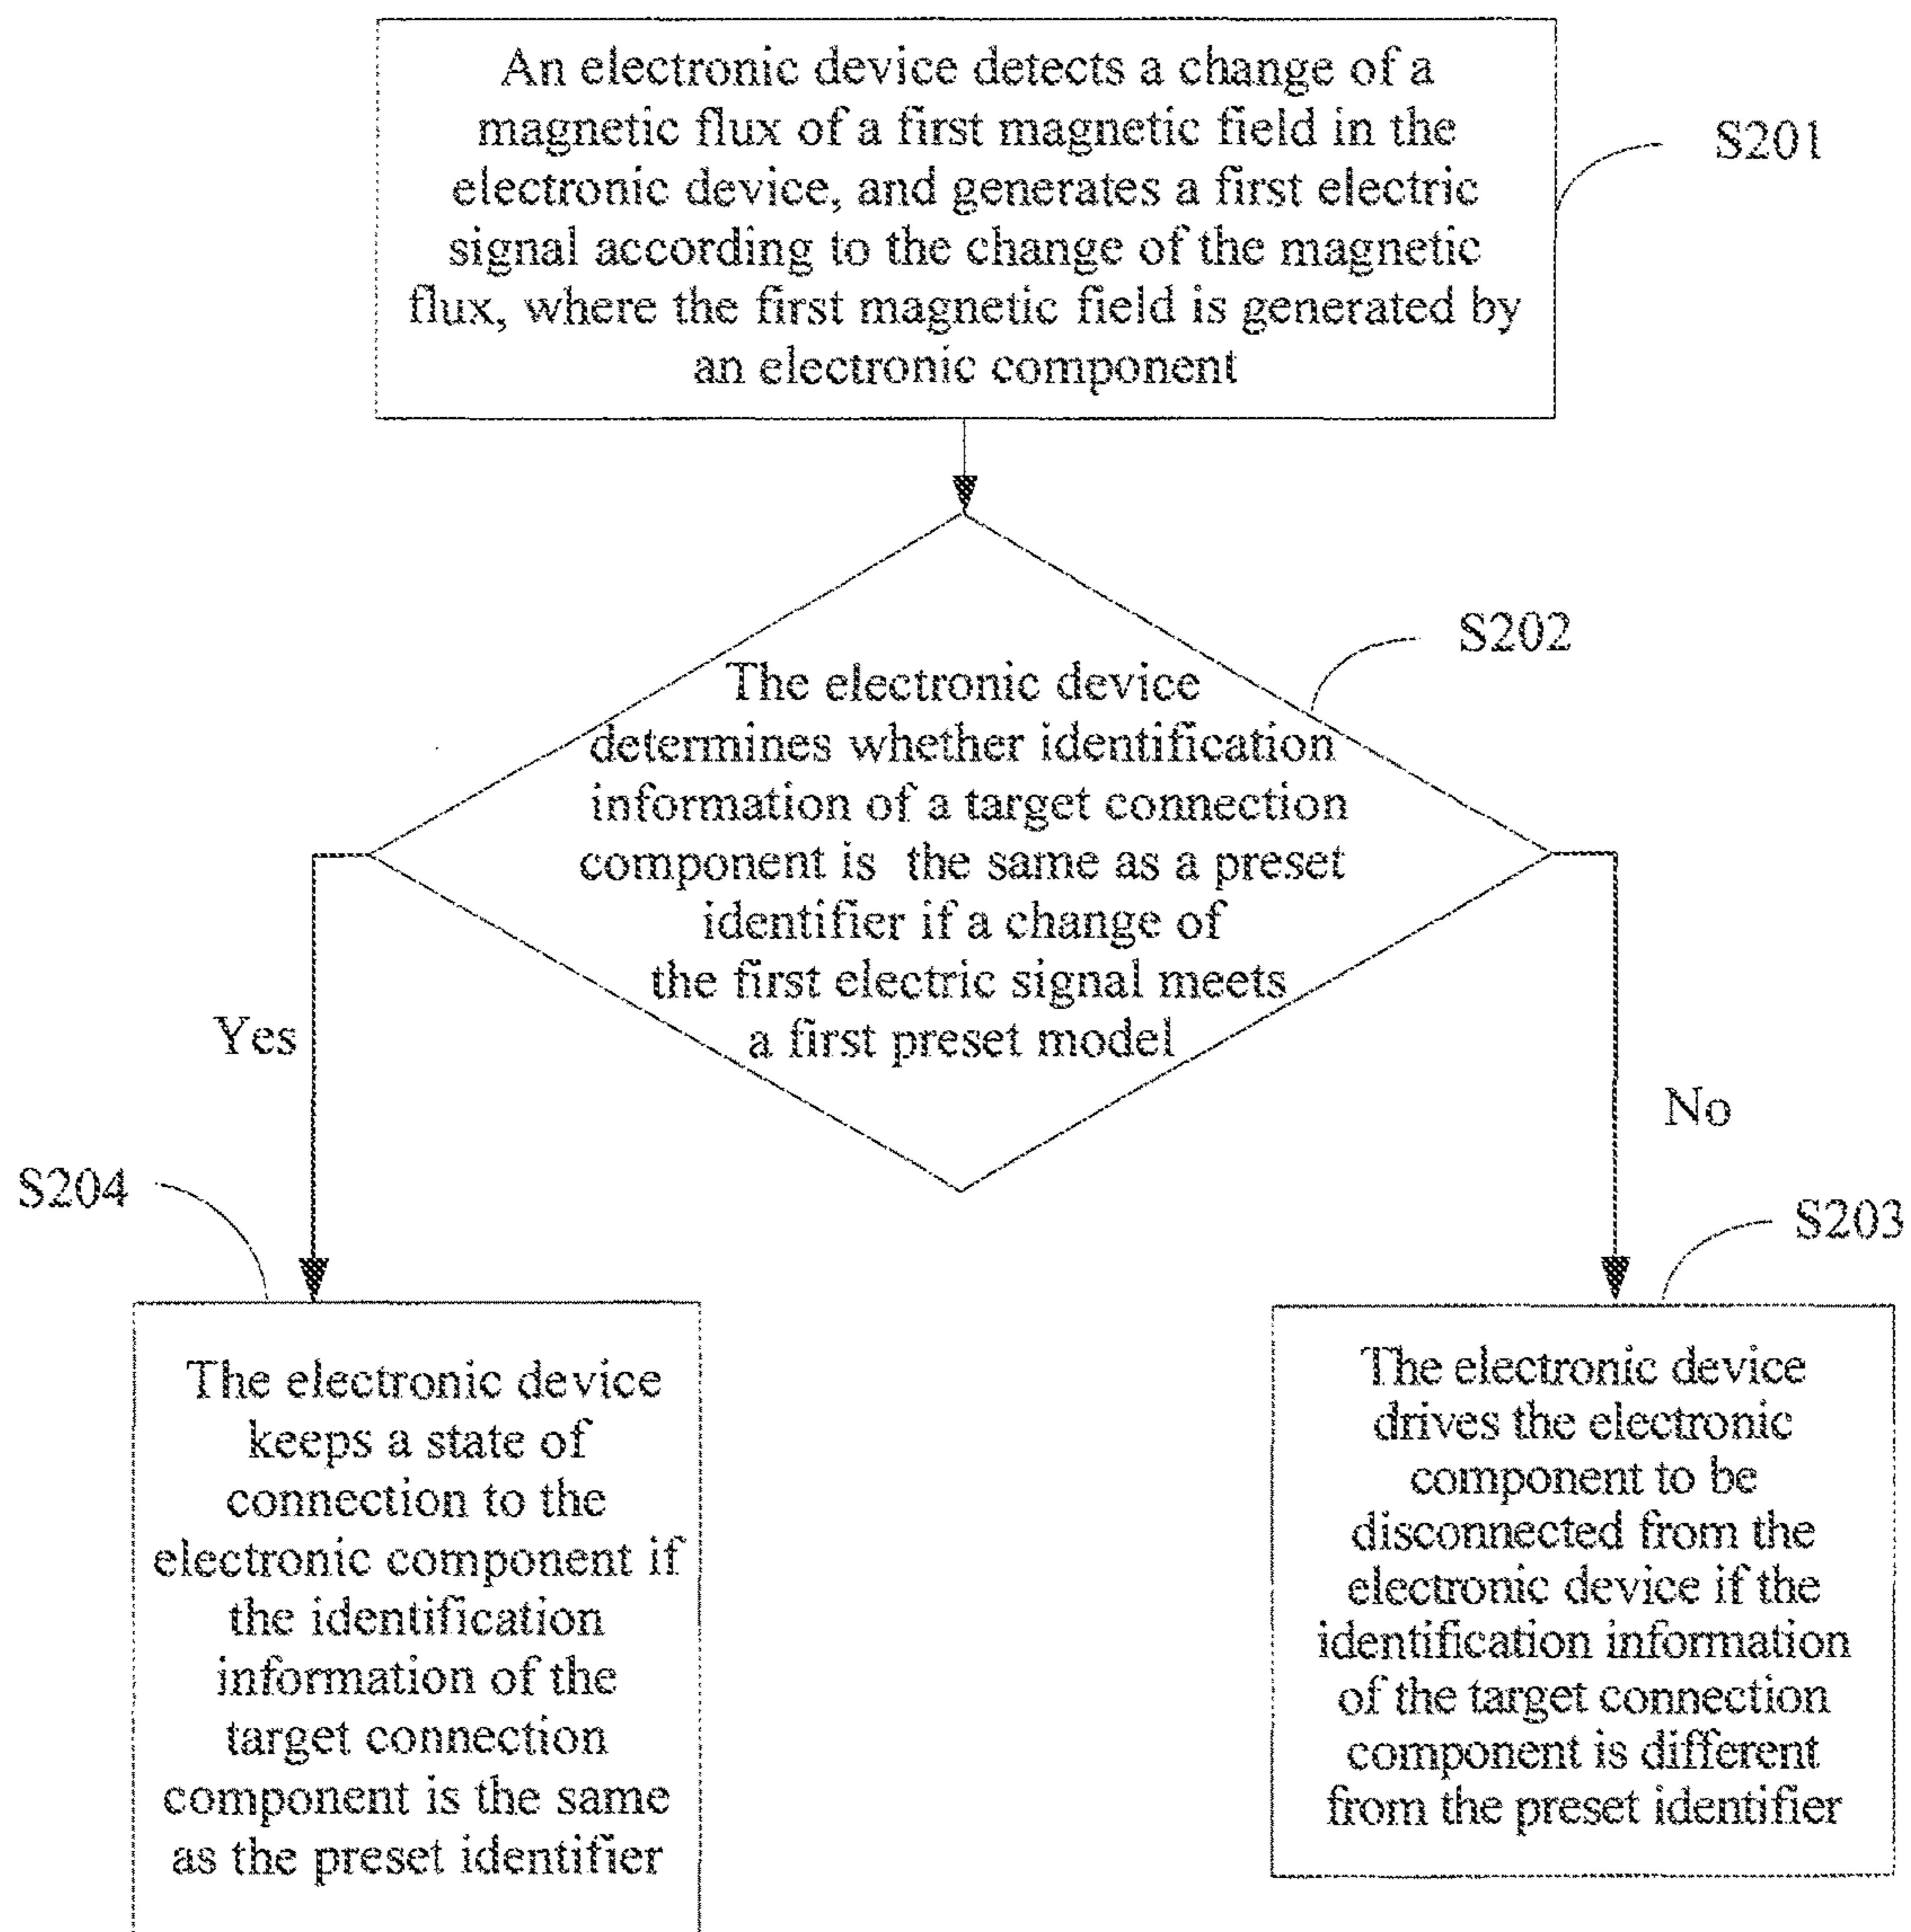 An electronic device detects a change of a
magnetic flux of a first magnetic field in the
electronic device, and generates a first electric
signal according to the change of the magnetic
flux, where the first magnetic field is generated by
an electronic component
S201
S202
The electronic device
determines whether identification
information of a target connection
component is the same as a preset
identifier if a change of
the first electric signal meets
a first preset model
Yes
No
S204
S203
The electronic device
keeps a state of
connection to the
electronic component if
the identification
information of the
target connection
component is the same
as the preset identifier
The electronic device
drives the electronic
component to be
disconnected from the
electronic device if the
identification information
of the target connection
component is different
from the preset identifier